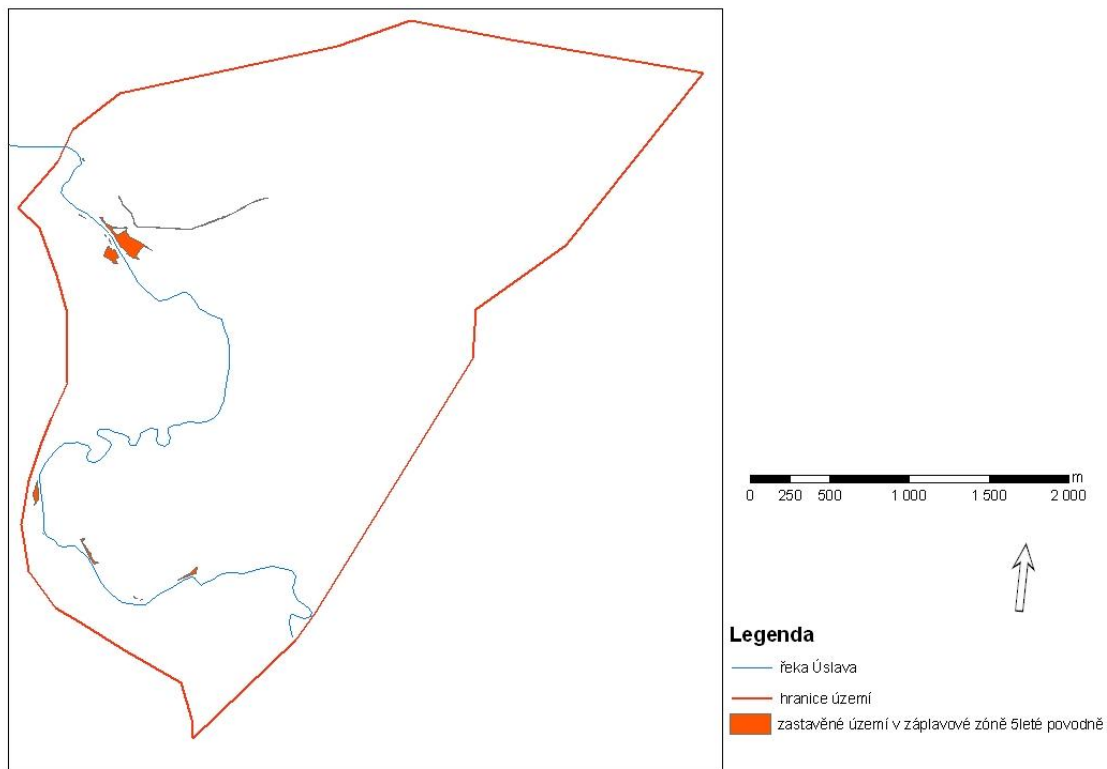 m
0 250 500 1 000 1 500 2 000
Legenda
řeka Úslava
hranice území
zastavěné území v záplavové zóně 5leté povodně